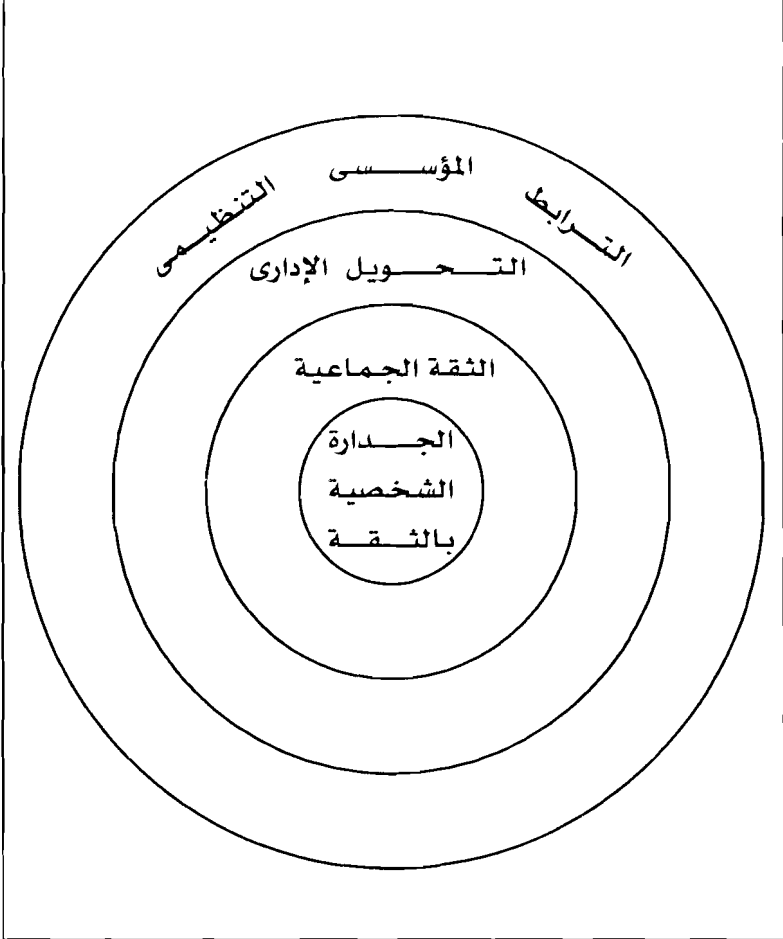 الترابط المؤسسى التنظيمى
التحويل الإدارى
الثقة الجماعية
الجدارة
الشخصية
بالثقة